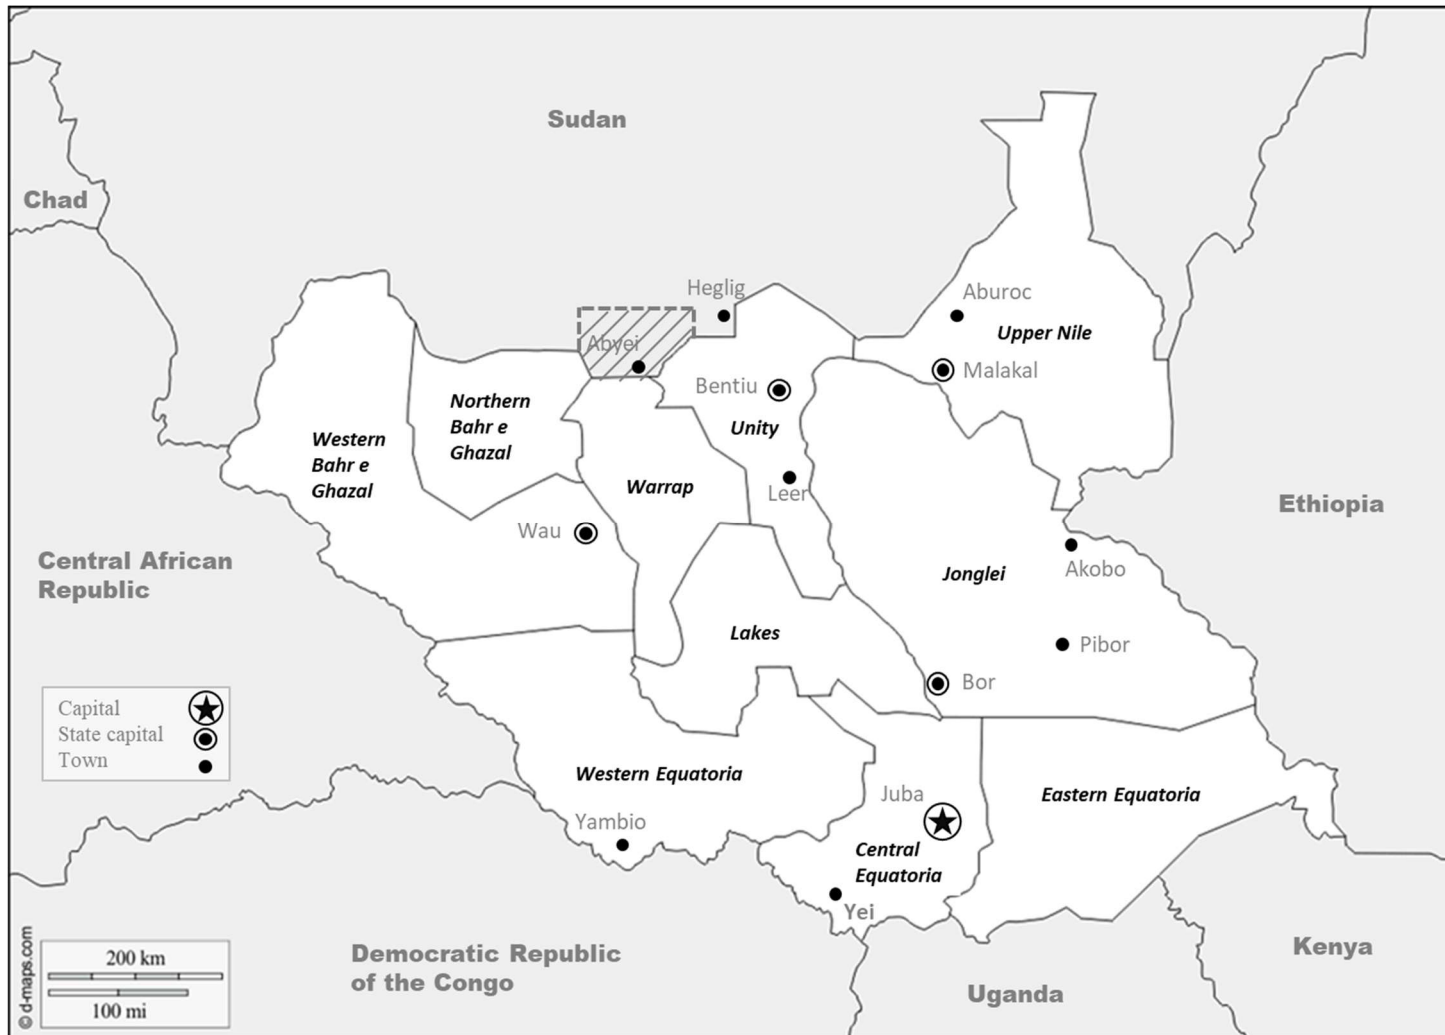 Sudan
Chad
Heglig
Aburoc
Upper Nile
Abyei
Malakal
Bentiu
Northern
Bahr e
Ghazal
Unity
Western
Bahr e
Ghazal
Warrap
Leer
Ethiopia
Wau
Central African
Republic
Jonglei
Akobo
Lakes
Pibor
Bor
Capital
State capital
Town
Western Equatoria
Juba
Eastern Equatoria
Yambio
Central
Equatoria
Yei
Democratic Republic
of the Congo
Kenya
Uganda
200 km
100 mi
© d-maps.com